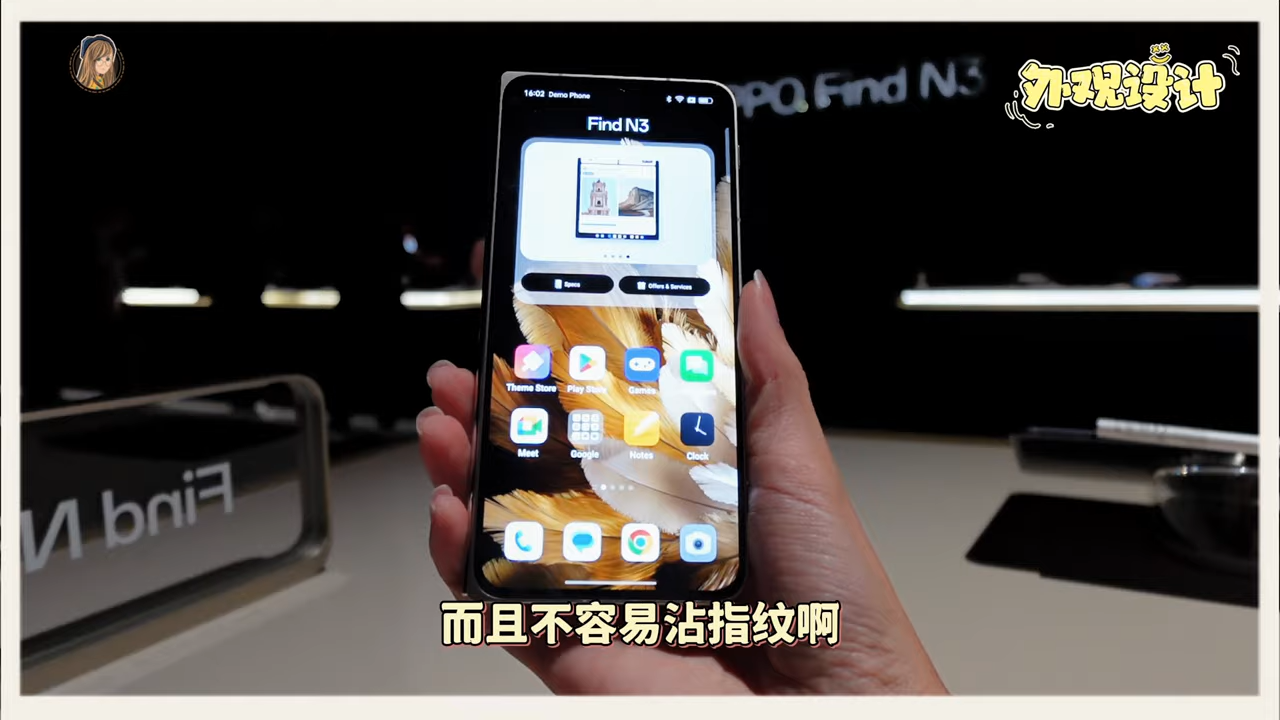 外观设计
OPPO Find N3
16:02 Demo Phone
Find N3
Specs
Offers & Services
Theme Store
Play Store
Games
Meet
Google
Notes
Clock
Find N
而且不容易沾指纹啊